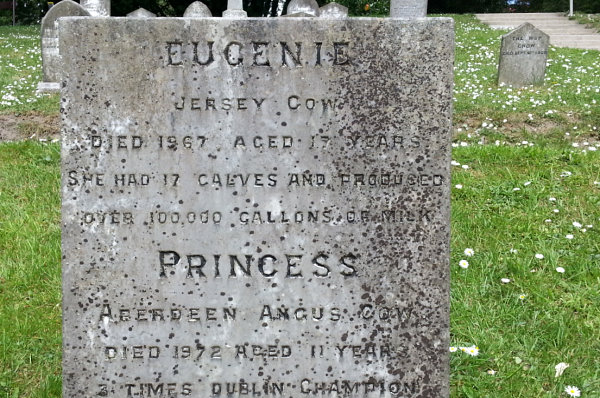 EUGENIE
JERSEY COW
DIED 1967 AGED 17 YEARS
SHE HAD 17 CALVES AND PRODUCED
OVER 100,000 GALLONS OF MILK
PRINCESS
ABERDEEN ANGUS COW
DIED 1972 AGED 11 YEARS
3 TIMES DUBLIN CHAMPION